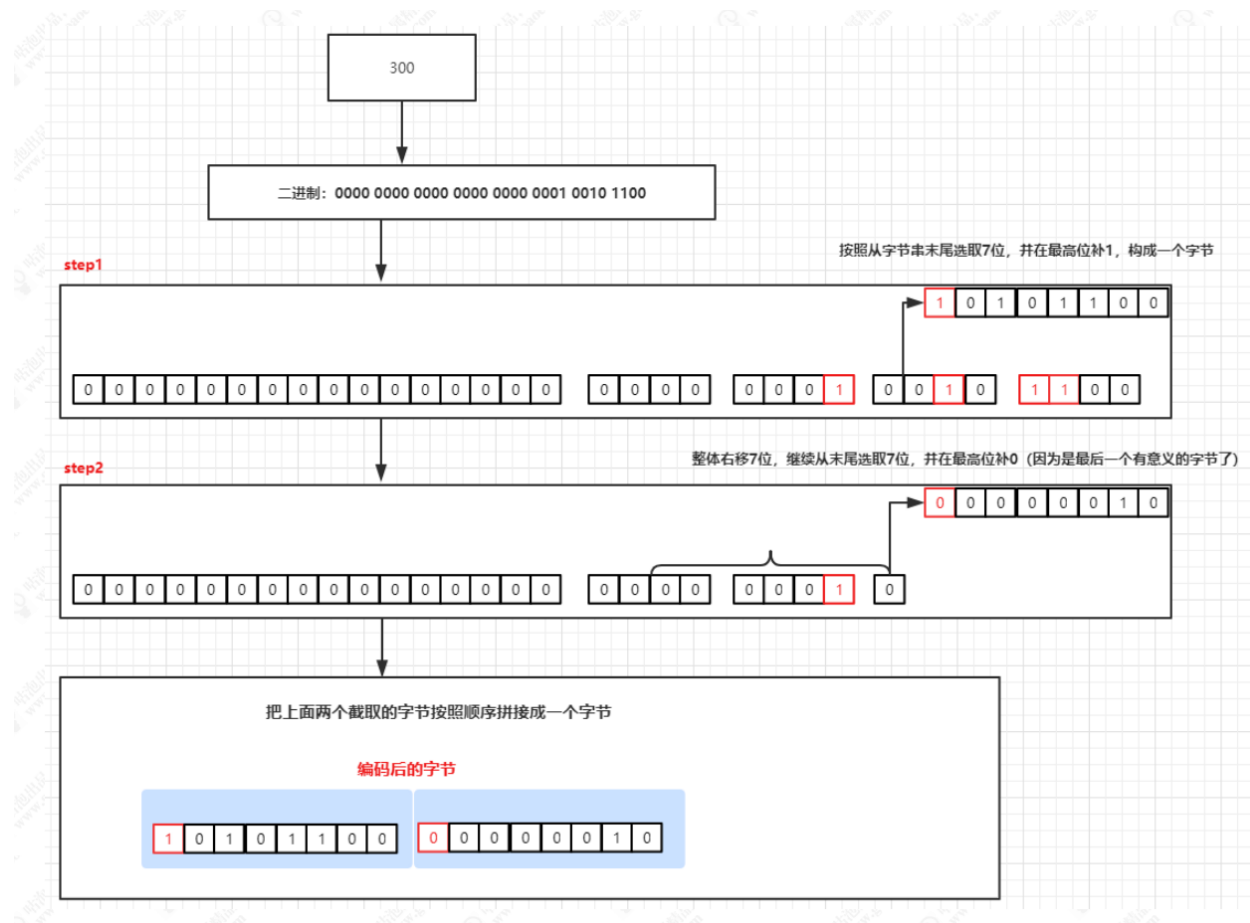 300
二进制：0000 0000 0000 0000 0000 0001 0010 1100
按照从字节串末尾选取7位，并在最高位补1，构成一个字节
step1
1 0 1 0 1 1 0 0
0 0 0 0 0 0 0 0 0 0 0 0 0 0 0 0 0 0 0 0 0 0 0 1 0 0 1 0 1 1 0 0
整体右移7位，继续从末尾选取7位，并在最高位补0（因为是最后一个有意义的字节了）
step2
0 0 0 0 0 0 1 0
0 0 0 0 0 0 0 0 0 0 0 0 0 0 0 0 0 0 0 0 0 0 0 1 0
把上面两个截取的字节按照顺序拼接成一个字节
编码后的字节
1 0 1 0 1 1 0 0 0 0 0 0 0 0 1 0